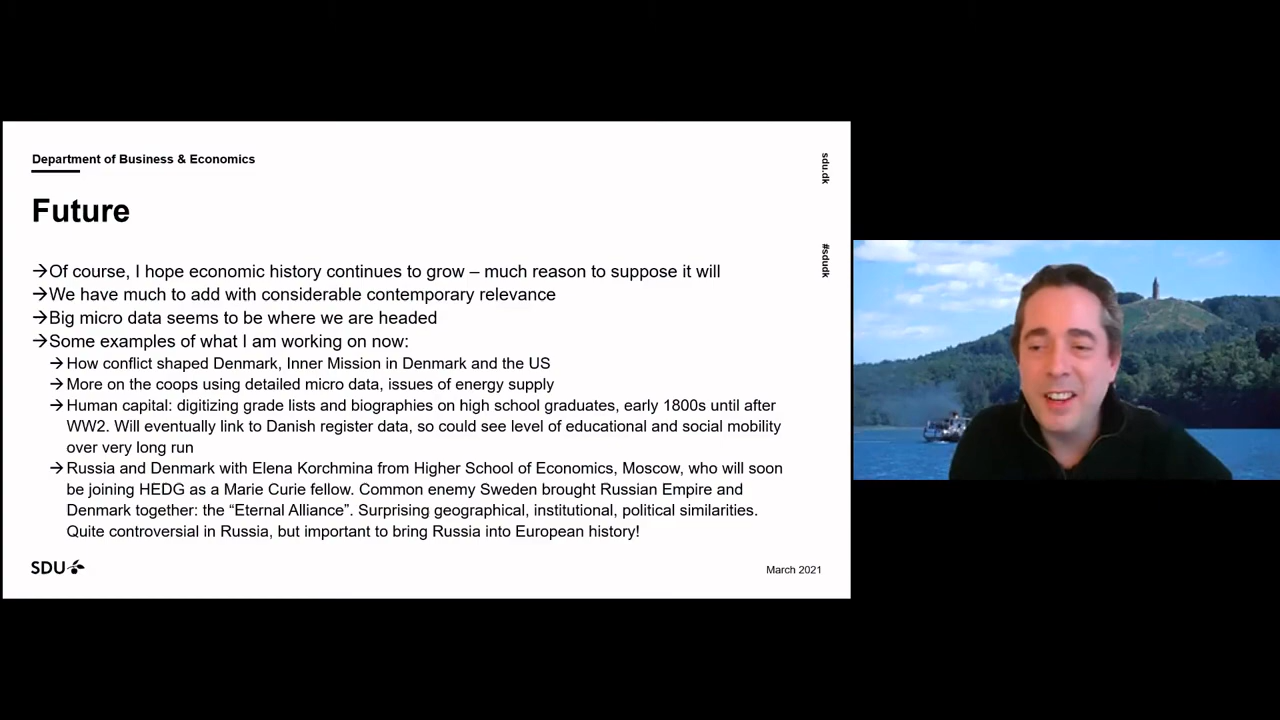 Department of Business & Economics
sdu.dk
#sdudk
Future
→Of course, I hope economic history continues to grow – much reason to suppose it will
→We have much to add with considerable contemporary relevance
→Big micro data seems to be where we are headed
→Some examples of what I am working on now:
→How conflict shaped Denmark, Inner Mission in Denmark and the US
→More on the coops using detailed micro data, issues of energy supply
→Human capital: digitizing grade lists and biographies on high school graduates, early 1800s until after
WW2. Will eventually link to Danish register data, so could see level of educational and social mobility
over very long run
→Russia and Denmark with Elena Korchmina from Higher School of Economics, Moscow, who will soon
be joining HEDG as a Marie Curie fellow. Common enemy Sweden brought Russian Empire and
Denmark together: the “Eternal Alliance”. Surprising geographical, institutional, political similarities.
Quite controversial in Russia, but important to bring Russia into European history!
SDU
March 2021